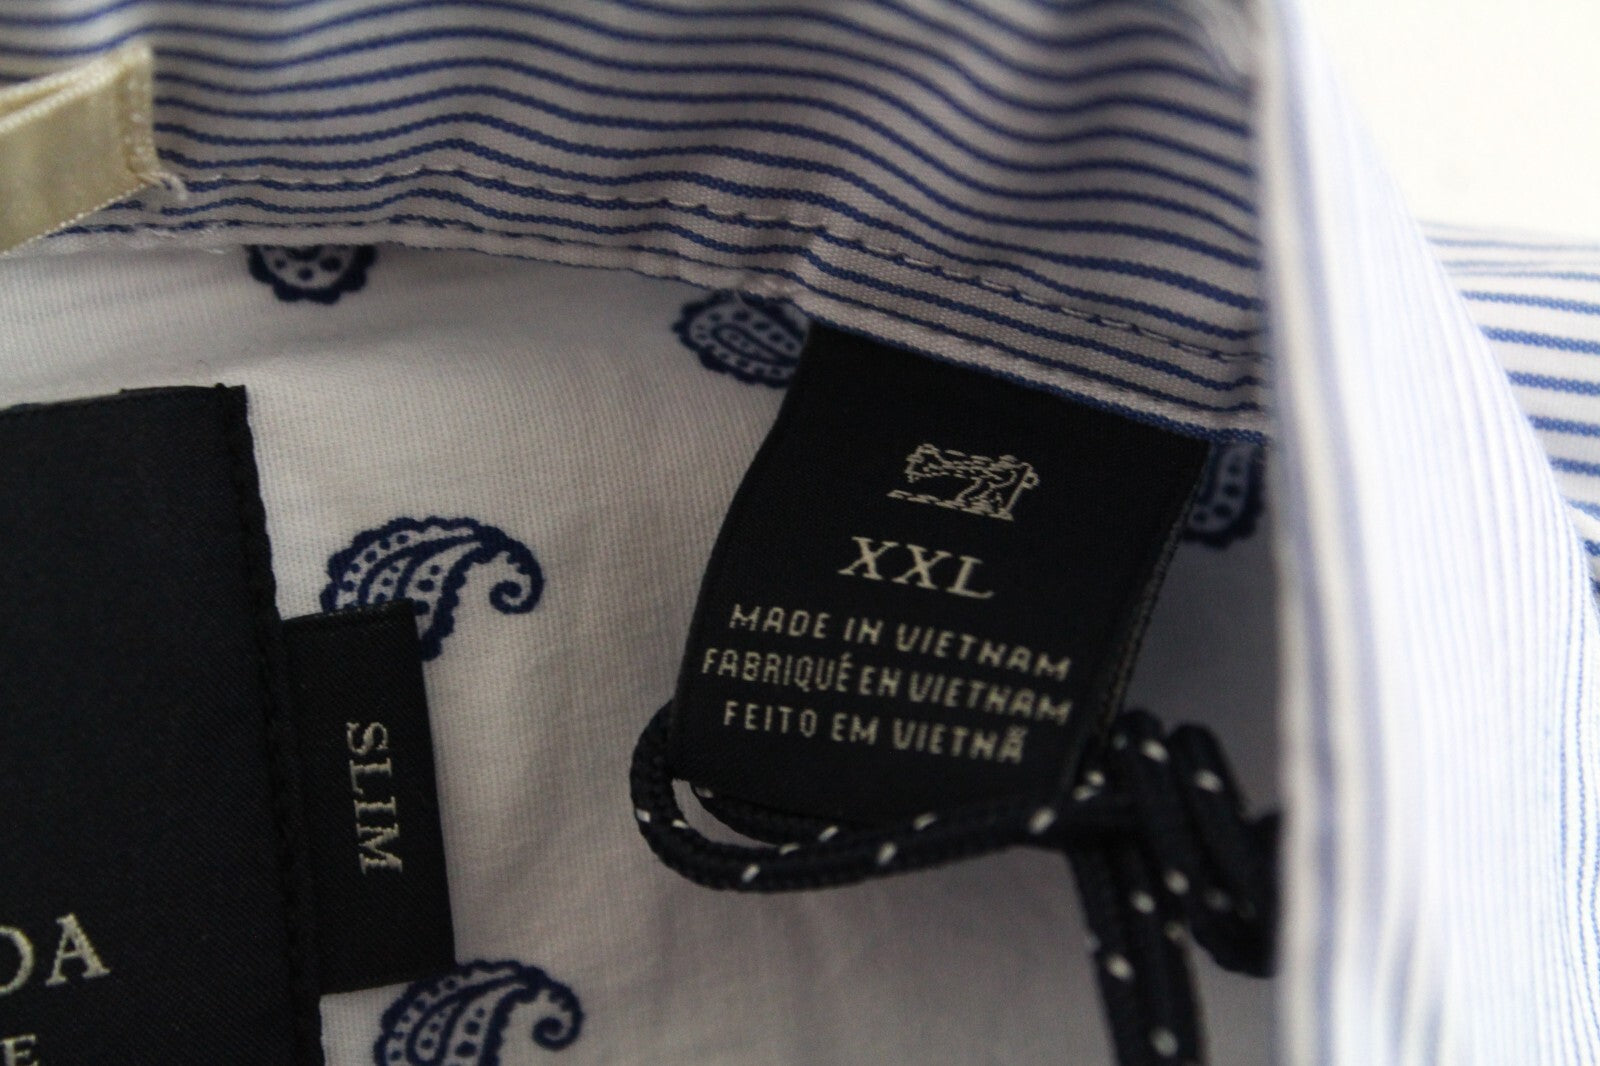 XXL
MADE IN VIETNAM
FABRIQUÉ EN VIETNAM
FEITO EM VIETNÃ
SLIM
DA
E